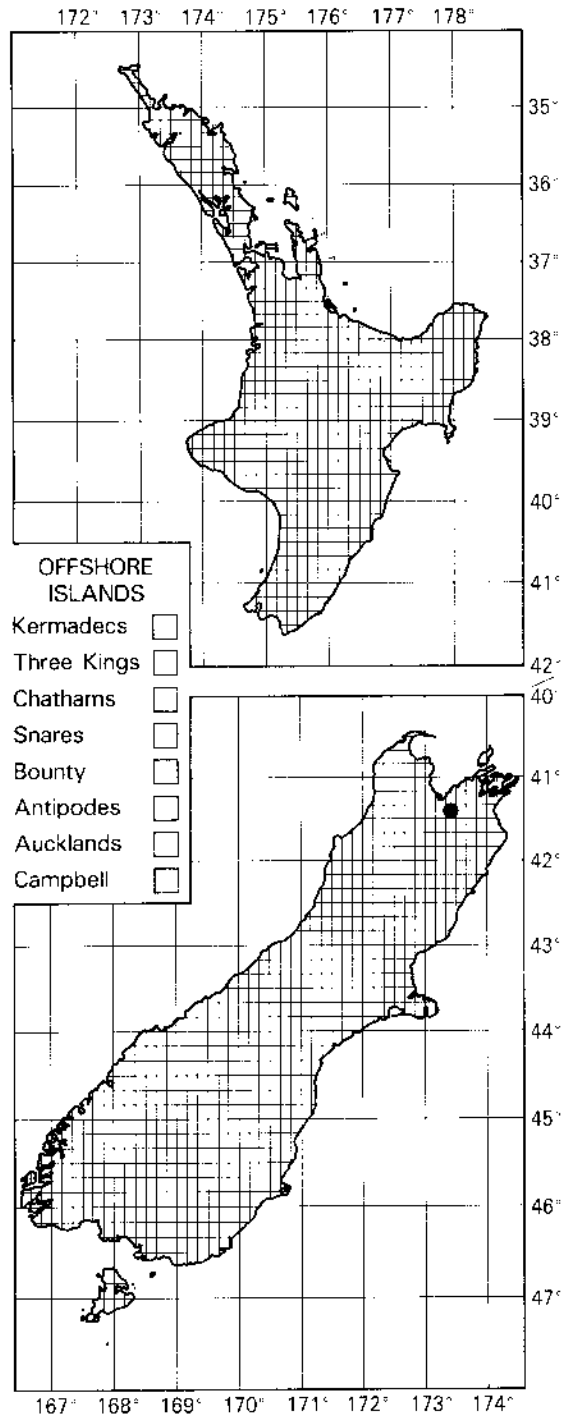 172° 173° 174° 175° 176° 177° 178°
35°
36°
37°
38°
39°
40°
41°
42°
OFFSHORE
ISLANDS
Kermadecs
Three Kings
Chathams
Snares
Bounty
Antipodes
Aucklands
Campbell
40°
41°
42°
43°
44°
45°
46°
47°
167° 168° 169° 170° 171° 172° 173° 174°